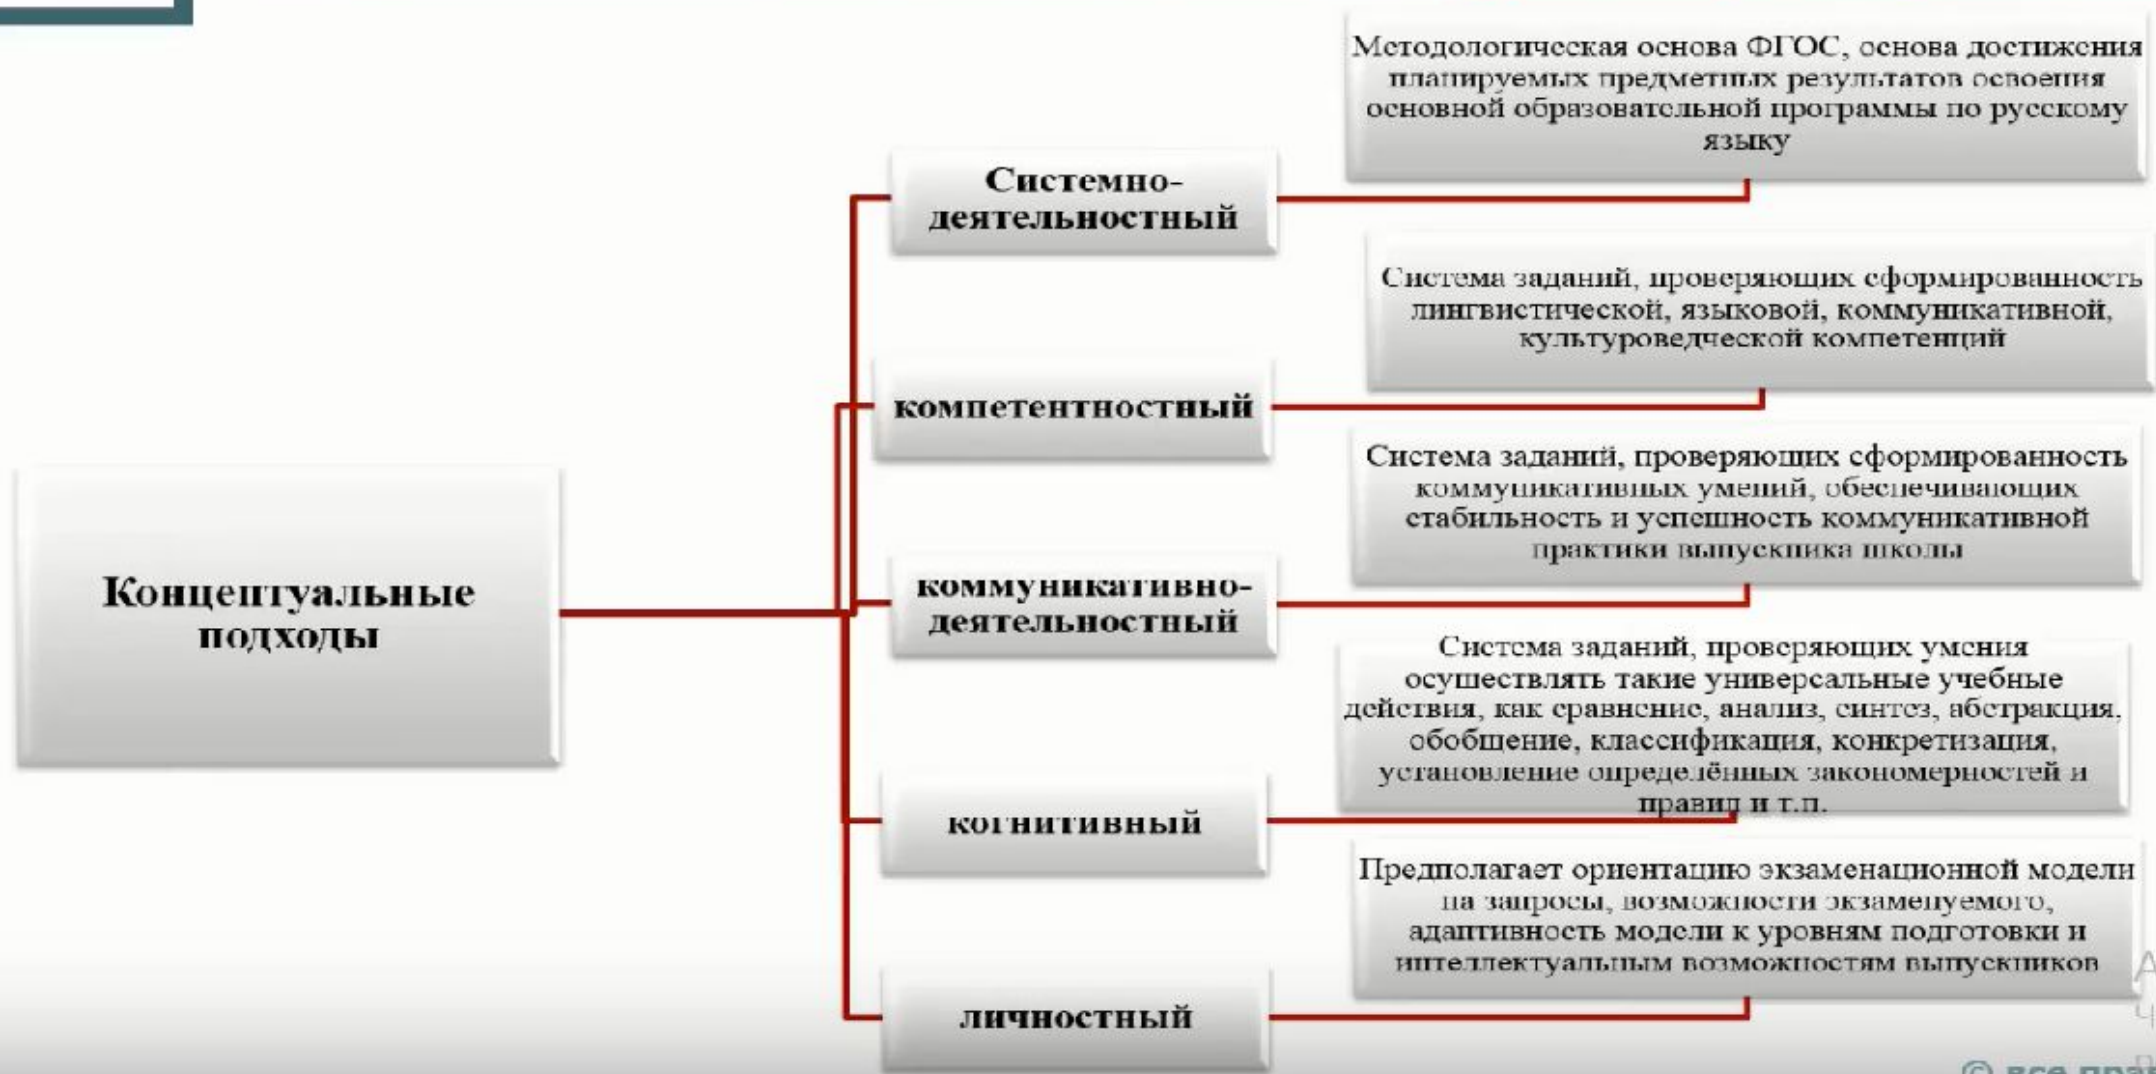 Концептуальные
подходы
Системно-
деятельностный
Методологическая основа ФГОС, основа достижения
планируемых предметных результатов освоения
основной образовательной программы по русскому
языку
компетентностный
Система заданий, проверяющих сформированность
лингвистической, языковой, коммуникативной,
культуроведческой компетенций
коммуникативно-
деятельностный
Система заданий, проверяющих сформированность
коммуникативных умений, обеспечивающих
стабильность и успешность коммуникативной
практики выпускника школы
когнитивный
Система заданий, проверяющих умения
осуществлять такие универсальные учебные
действия, как сравнение, анализ, синтез, абстракция,
обобщение, классификация, конкретизация,
установление определённых закономерностей и
правил и т.п.
личностный
Предполагает ориентацию экзаменационной модели
на запросы, возможности экзаменуемого,
адаптивность модели к уровням подготовки и
интеллектуальным возможностям выпускников
© все